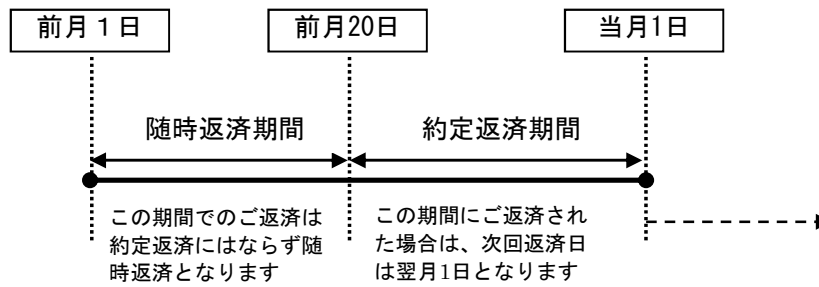 前月１日
前月20日
当月1日
随時返済期間
約定返済期間
この期間でのご返済は
約定返済にはならず随
時返済となります
この期間にご返済され
た場合は、次回返済日
は翌月1日となります